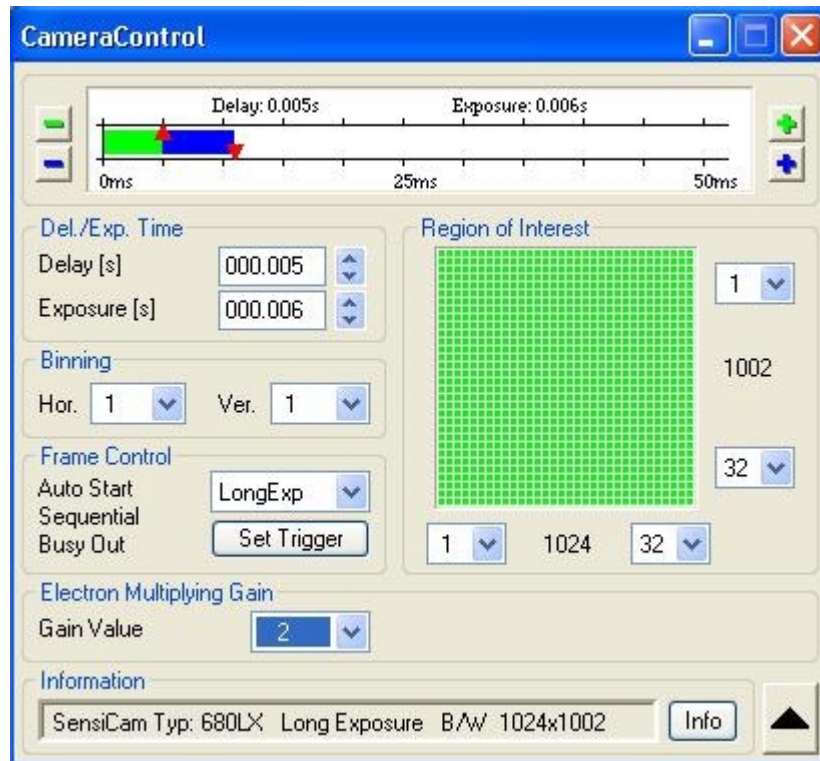 CameraControl
Delay: 0.005s Exposure: 0.006s
0ms 25ms 50ms
Del./Exp. Time
Delay [s] 000.005
Exposure [s] 000.006
Binning
Hor. 1 Ver. 1
Frame Control
Auto Start
Sequential
Busy Out
LongExp
Set Trigger
Region of Interest
1
1002
32
1 1024 32
Electron Multiplying Gain
Gain Value 2
Information
SensiCam Typ: 680LX Long Exposure B/W 1024x1002 Info